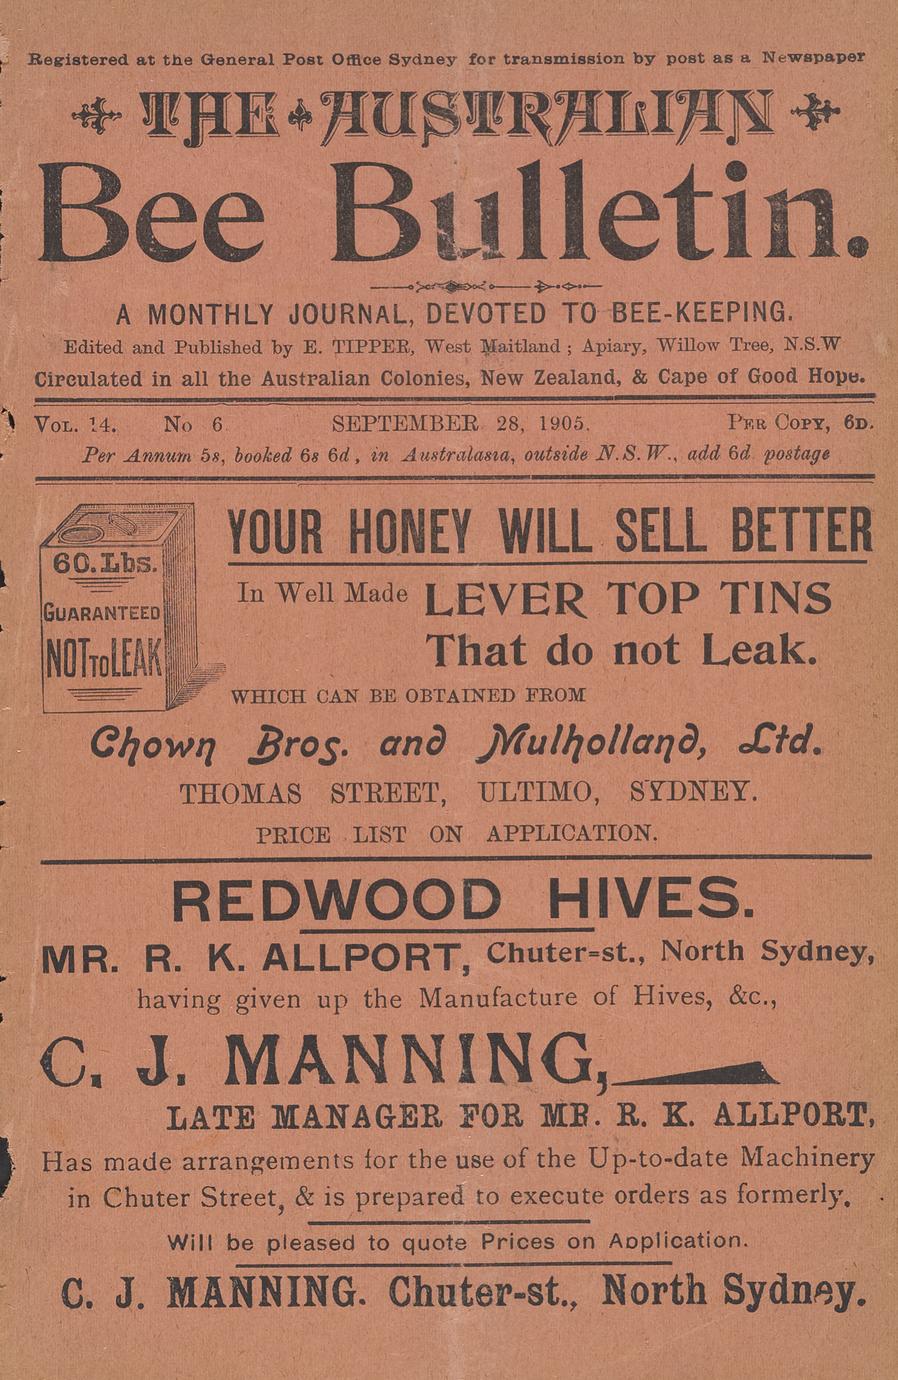 Registered at the General Post Office Sydney for transmission by post as a Newspaper
THE AUSTRALIAN
Bee Bulletin.
A MONTHLY JOURNAL, DEVOTED TO BEE-KEEPING.
Edited and Published by E. TIPPER, West Maitland ; Apiary, Willow Tree, N.S.W
Circulated in all the Australian Colonies, New Zealand, & Cape of Good Hope.
VOL. 14. No 6. SEPTEMBER 28, 1905. PER COPY, 6D.
Per Annum 5s, booked 6s 6d, in Australasia, outside N.S.W., add 6d. postage
60.Lbs.
GUARANTEED
NOT TO LEAK
YOUR HONEY WILL SELL BETTER
In Well Made LEVER TOP TINS
That do not Leak.
WHICH CAN BE OBTAINED FROM
Chown Bros. and Mulholland, Ltd.
THOMAS STREET, ULTIMO, SYDNEY.
PRICE LIST ON APPLICATION.
REDWOOD HIVES.
MR. R. K. ALLPORT, Chuter=st., North Sydney,
having given up the Manufacture of Hives, &c.,
C. J. MANNING,
LATE MANAGER FOR MR. R. K. ALLPORT,
Has made arrangements for the use of the Up-to-date Machinery
in Chuter Street, & is prepared to execute orders as formerly.
Will be pleased to quote Prices on Application.
C. J. MANNING. Chuter-st., North Sydney.